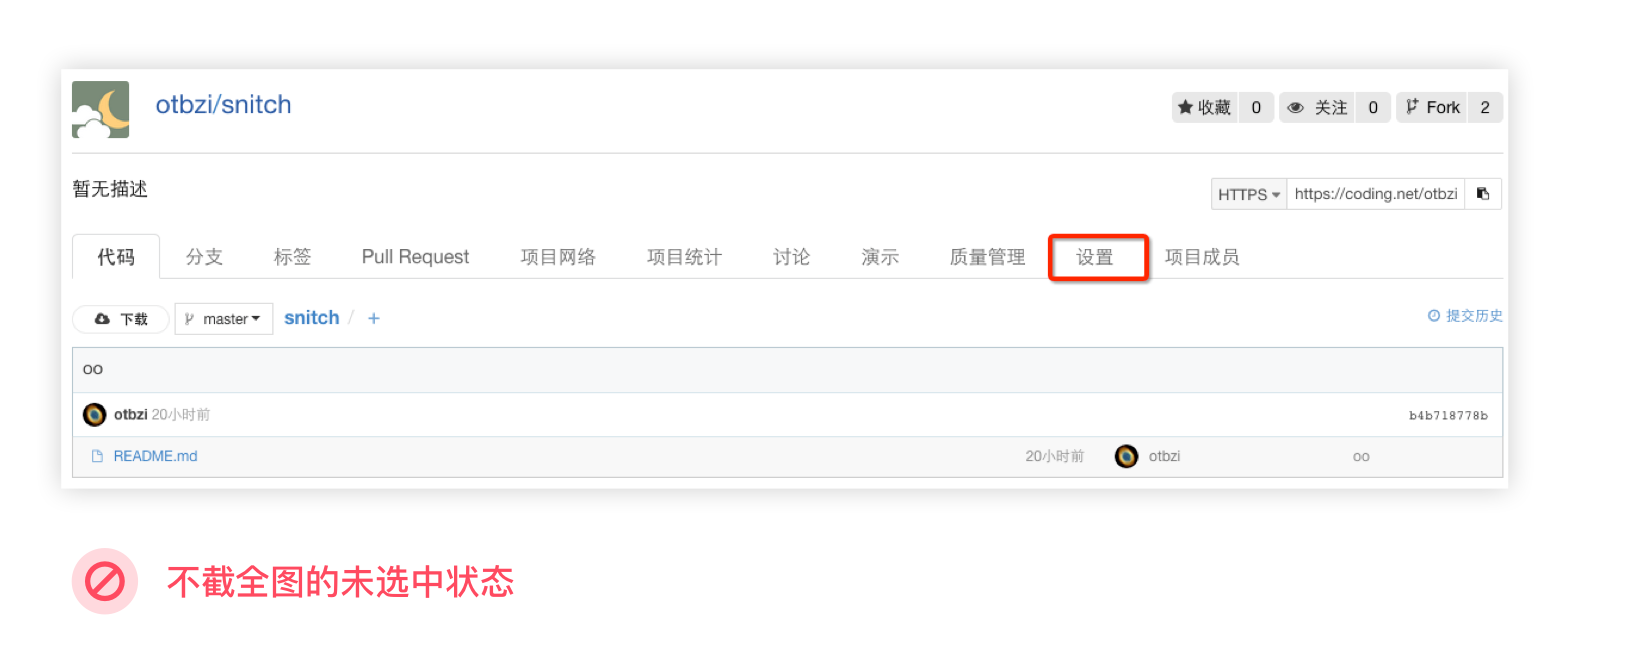 otbzi/snitch
收藏 0 关注 0 Fork 2
暂无描述
HTTPS https://coding.net/otbzi
代码 分支 标签 Pull Request 项目网络 项目统计 讨论 演示 质量管理 设置 项目成员
下载 master snitch / + 提交历史
oo
otbzi 20小时前 b4b718778b
README.md 20小时前 otbzi oo
不截全图的未选中状态